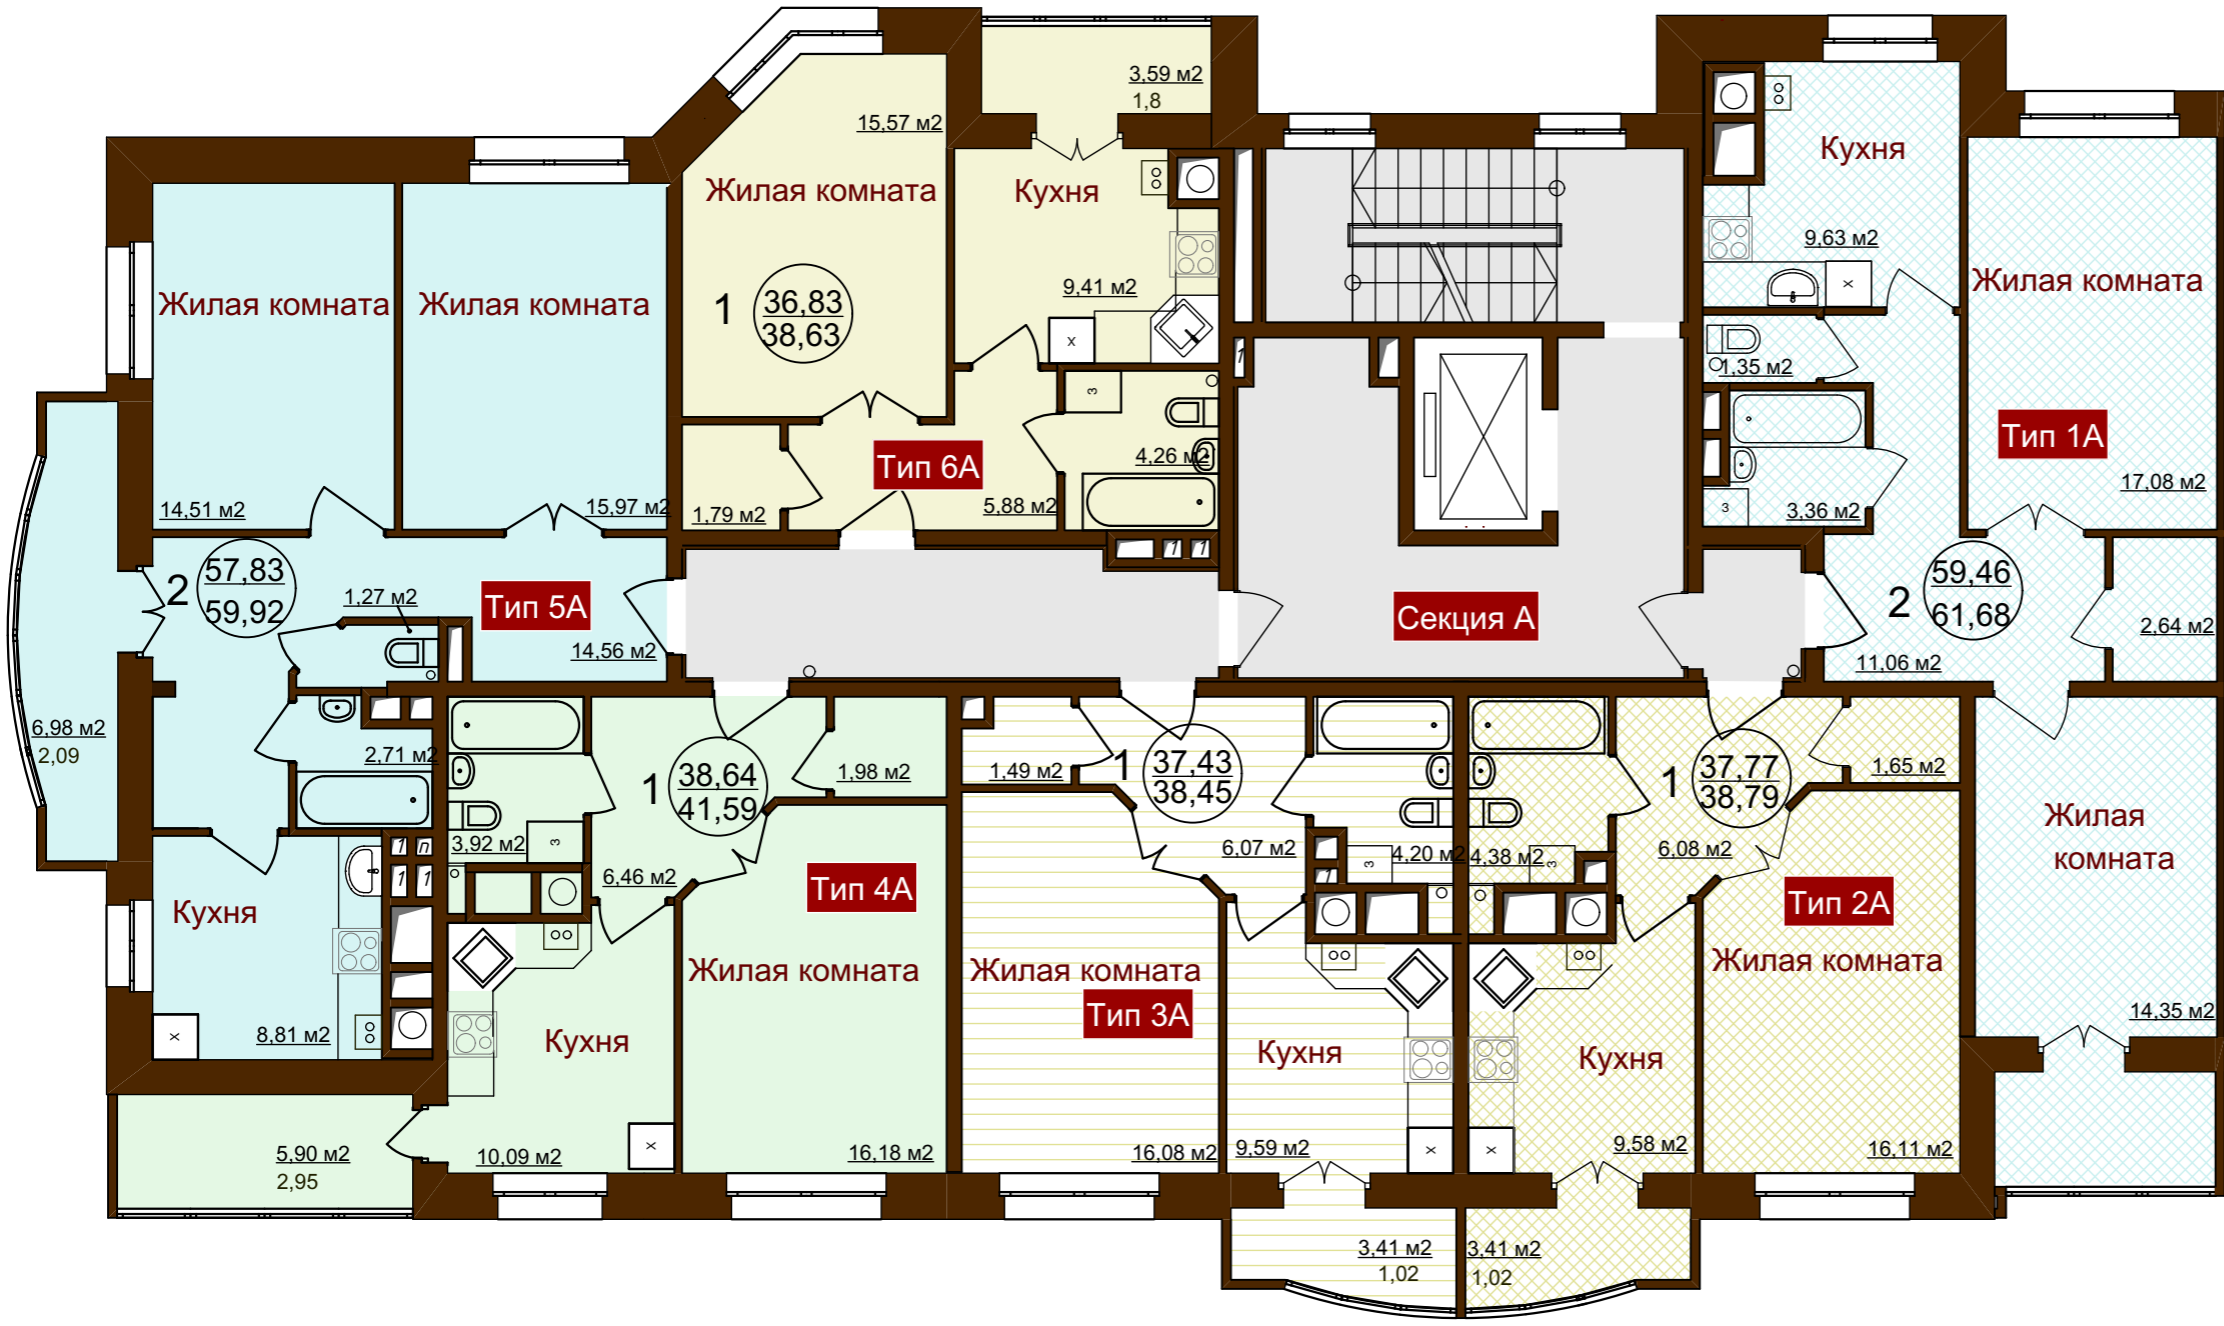 3,59 м2
1,8
15,57 м2
Жилая комната
Кухня
1
36,83
38,63
9,41 м2
х
Тип 6А
1,79 м2
5,88 м2
4,26 м2
з
1
1
1
Жилая комната
Жилая комната
14,51 м2
15,97 м2
2
57,83
59,92
1,27 м2
Тип 5А
14,56 м2
6,98 м2
2,09
2,71 м2
Кухня
8,81 м2
х
1
п
1
1
Секция А
Кухня
9,63 м2
х
Жилая комната
1,35 м2
Тип 1А
17,08 м2
3,36 м2
з
2
59,46
61,68
11,06 м2
2,64 м2
Жилая
комната
14,35 м2
1
38,64
41,59
1,98 м2
3,92 м2
з
6,46 м2
Тип 4А
Жилая комната
Кухня
10,09 м2
х
16,18 м2
5,90 м2
2,95
1,49 м2
1
37,43
38,45
6,07 м2
4,20 м2
з
1
Жилая комната
Тип 3А
Кухня
16,08 м2
9,59 м2
х
3,41 м2
1,02
1
37,77
38,79
1,65 м2
4,38 м2
з
6,08 м2
Тип 2А
Жилая комната
Кухня
х
9,58 м2
16,11 м2
3,41 м2
1,02